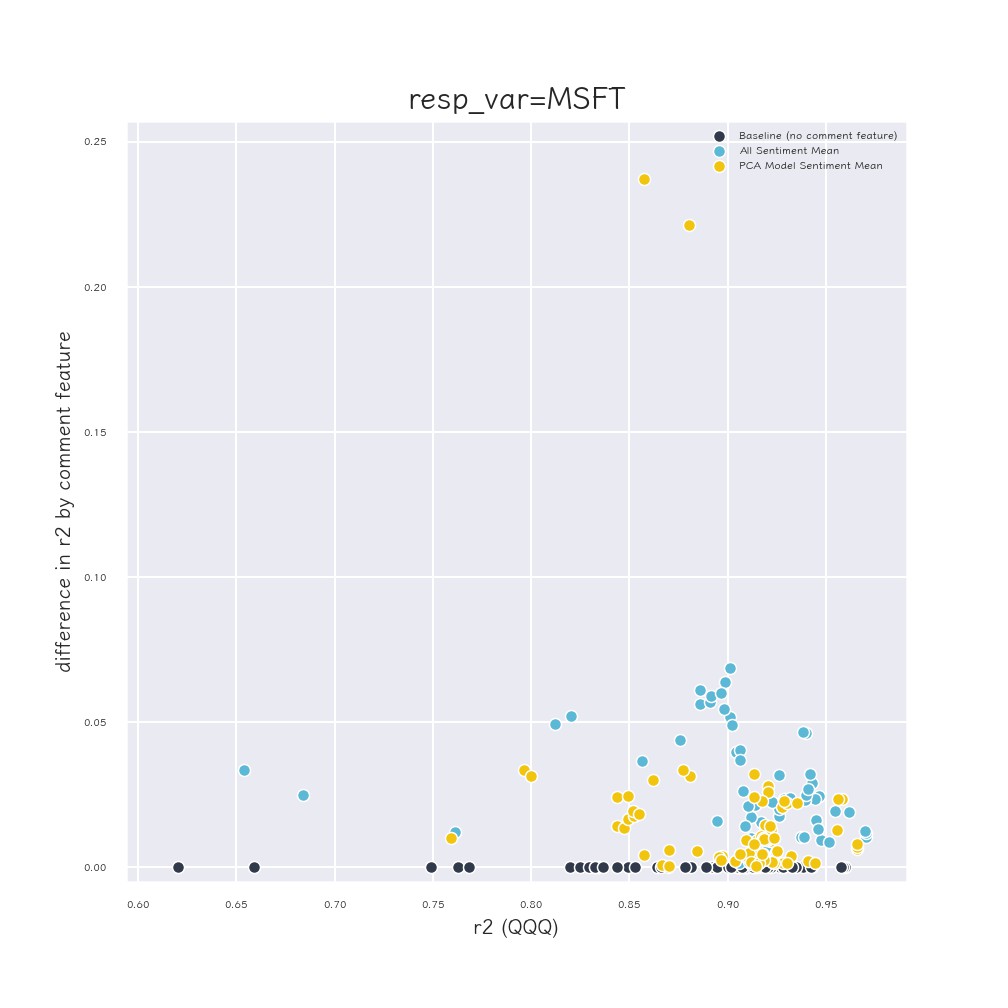 resp_var=MSFT
Baseline (no comment feature)
All Sentiment Mean
PCA Model Sentiment Mean
difference in r2 by comment feature
0.25
0.20
0.15
0.10
0.05
0.00
0.60 0.65 0.70 0.75 0.80 0.85 0.90 0.95
r2 (QQQ)